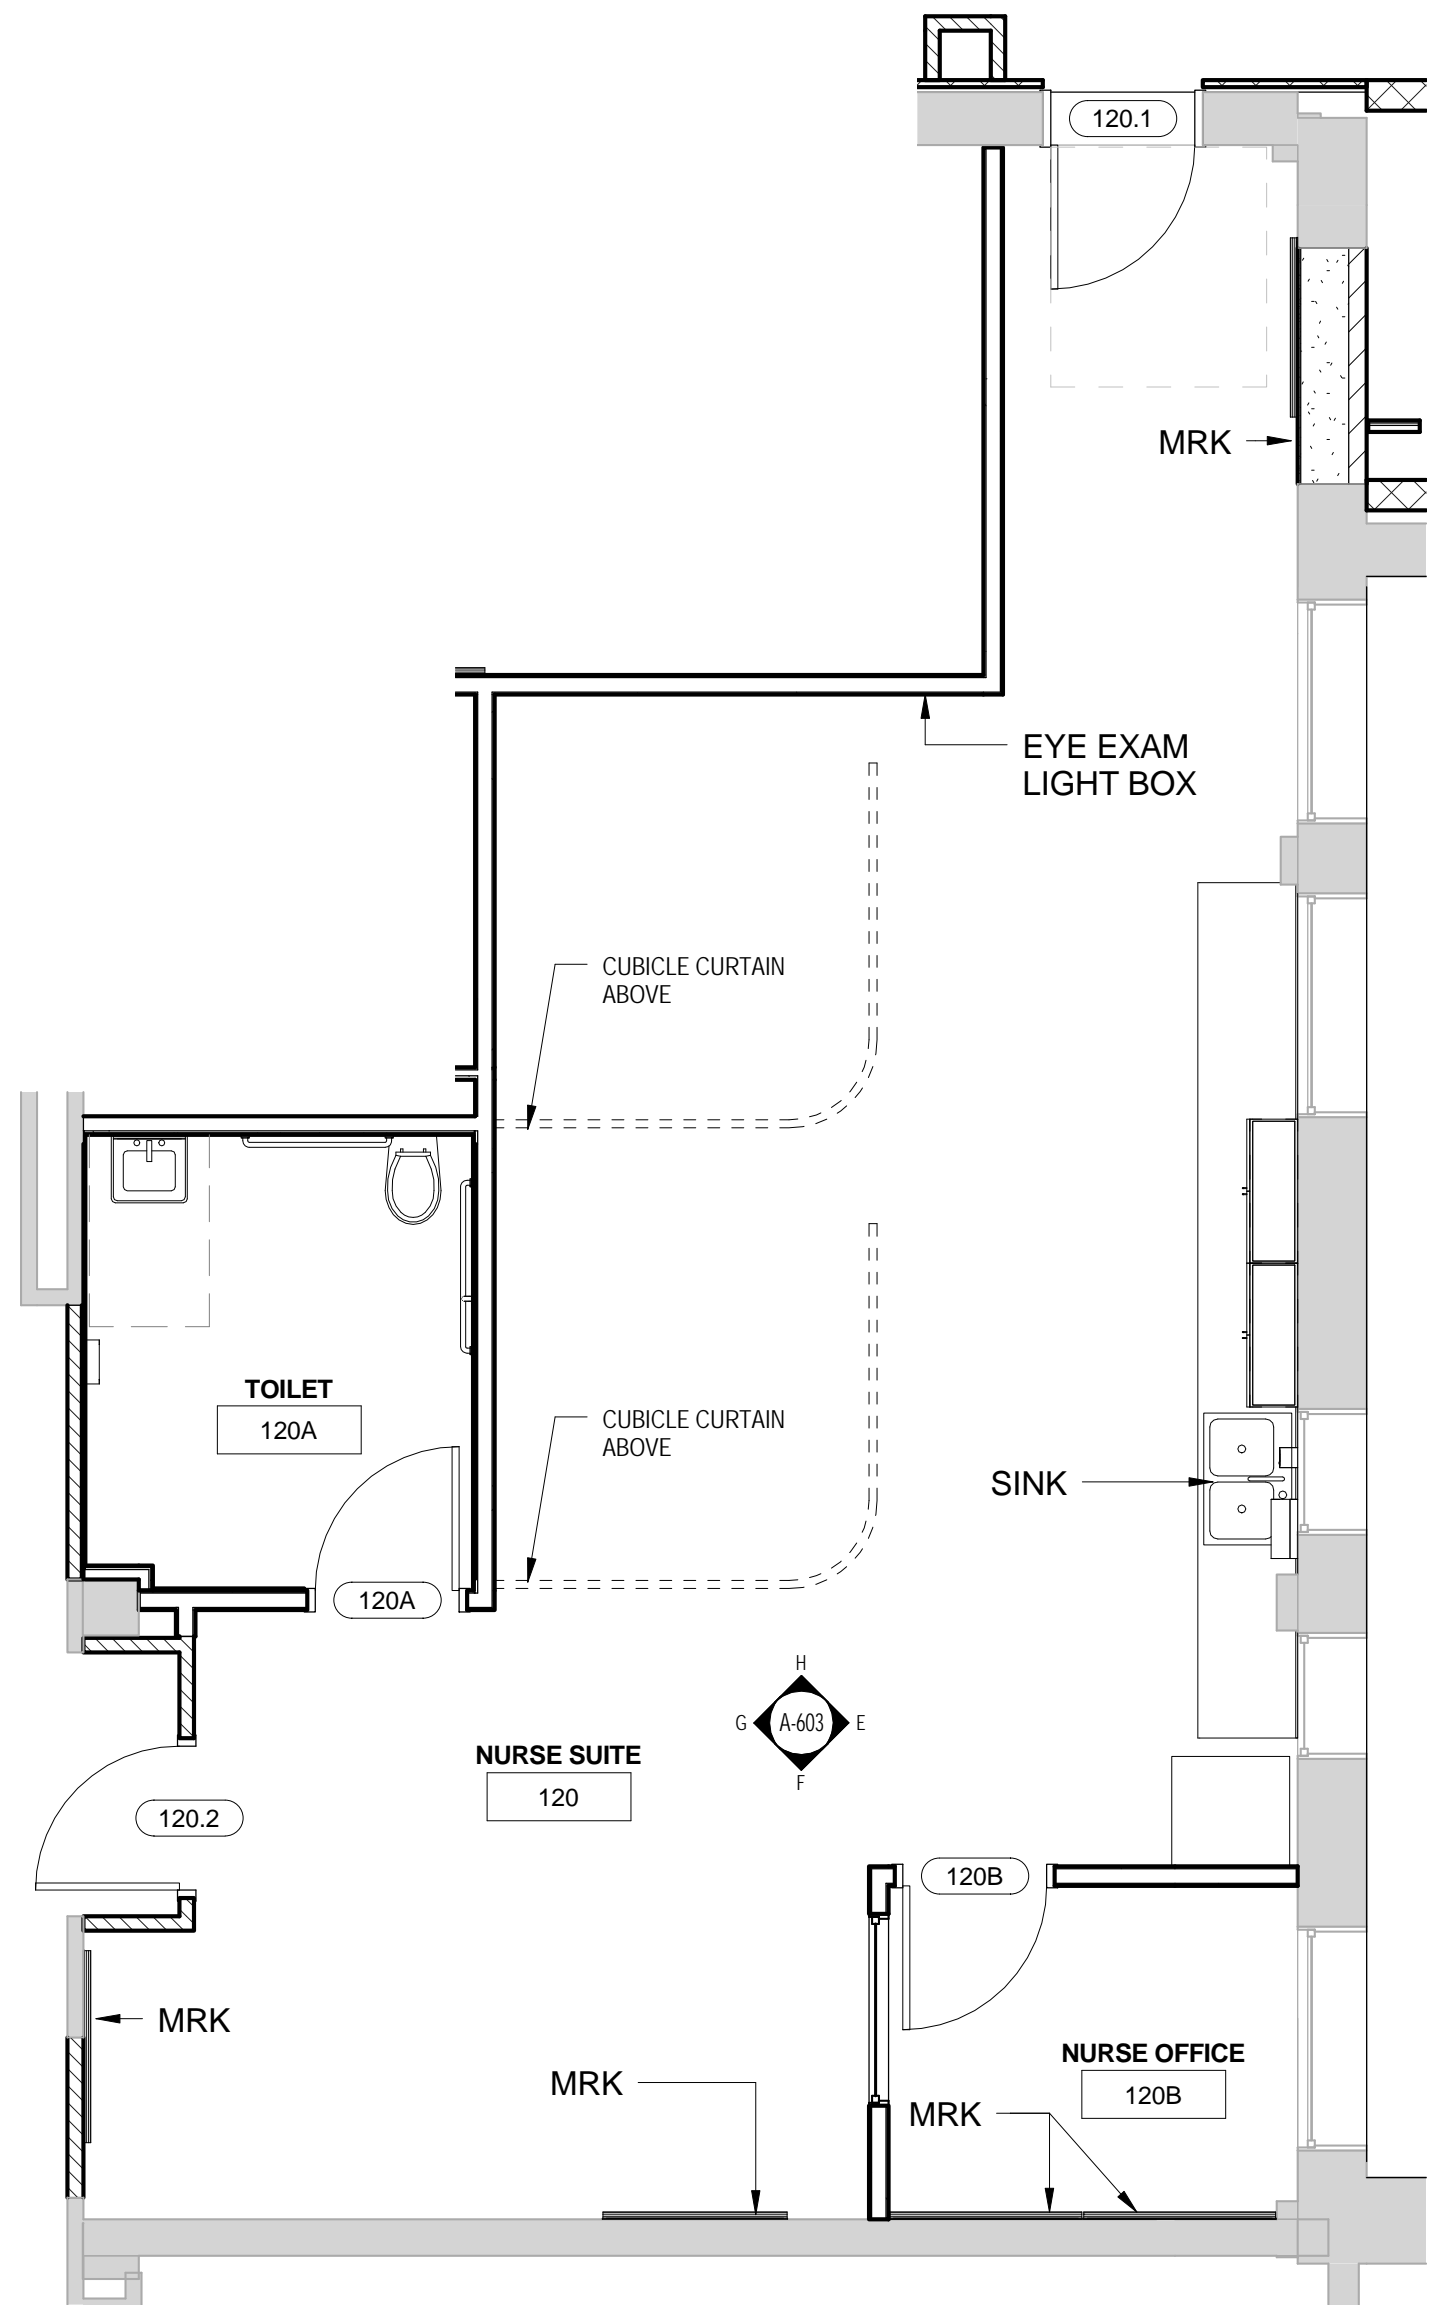 120.1
MRK
EYE EXAM
LIGHT BOX
CUBICLE CURTAIN
ABOVE
TOILET
120A
CUBICLE CURTAIN
ABOVE
SINK
120A
H
G A-603 E
F
NURSE SUITE
120
120.2
120B
MRK
NURSE OFFICE
120B
MRK
MRK